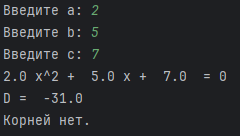 Введите a: 2
Введите b: 5
Введите c: 7
2.0 x^2 +  5.0 x +  7.0  = 0
D =  -31.0
Корней нет.